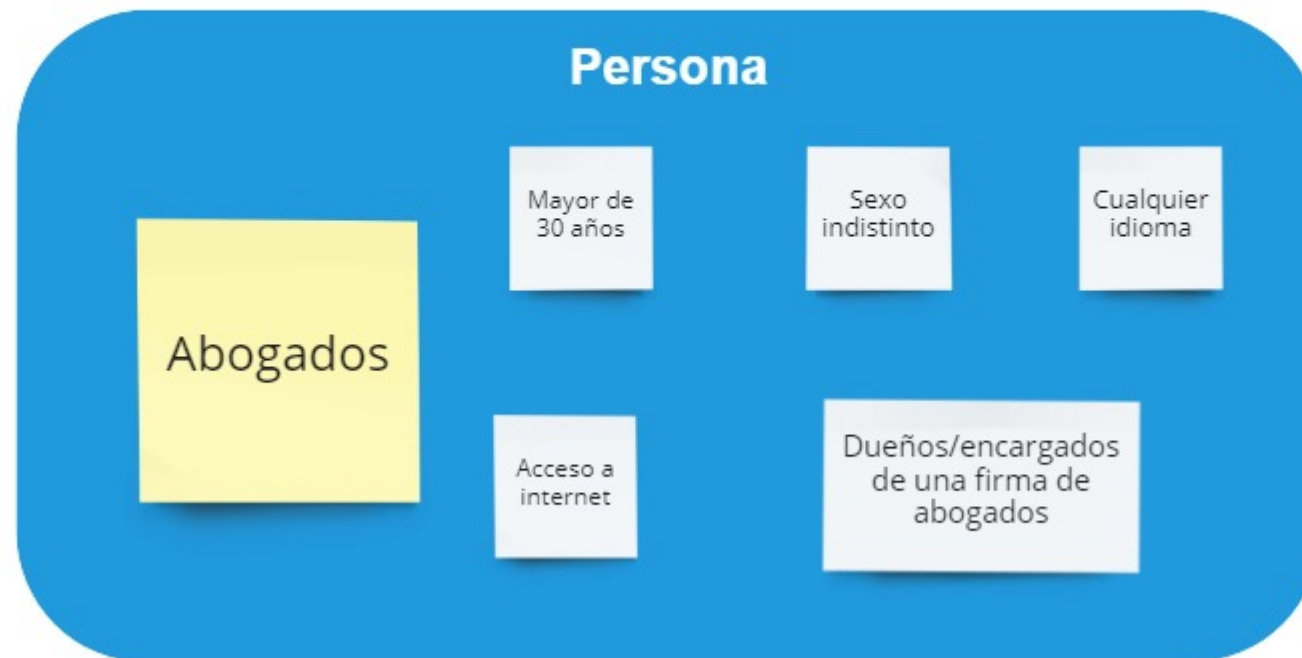 Persona
Mayor de
30 años
Sexo
indistinto
Cualquier
idioma
Abogados
Acceso a
internet
Dueños/encargados
de una firma de
abogados